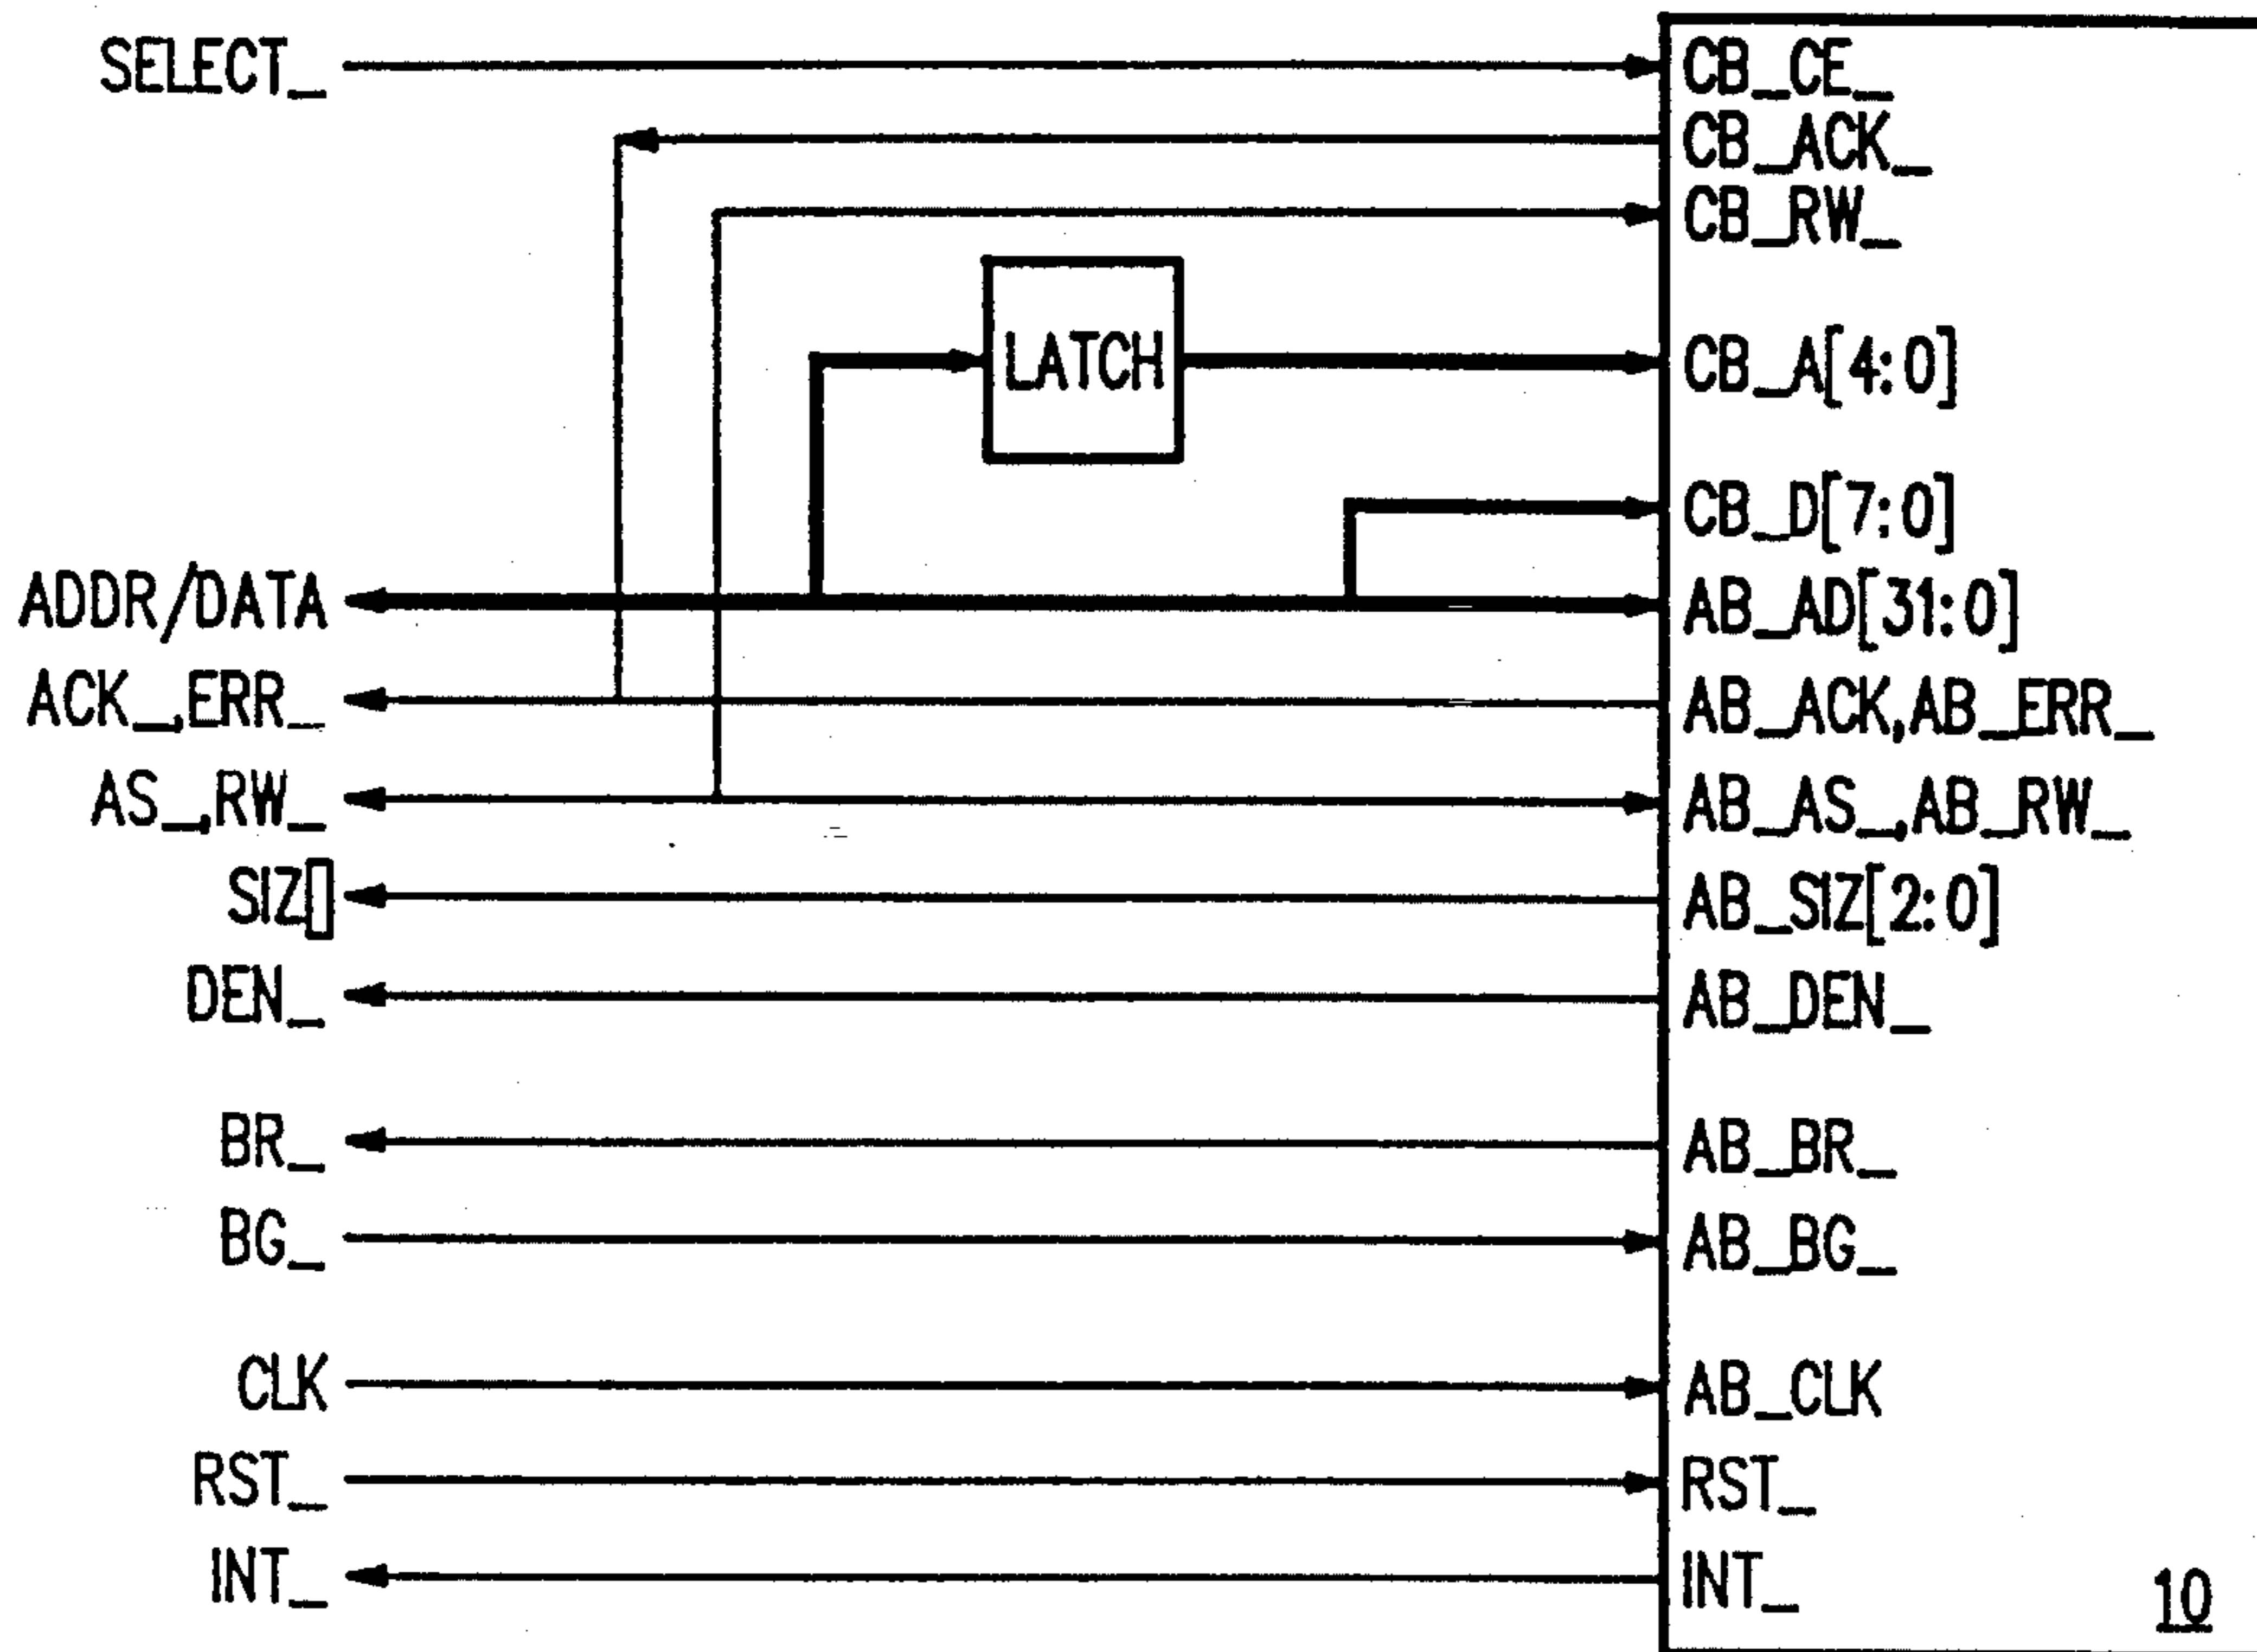 SELECT_ CB_CE_
CB_ACK_
CB_RW_
LATCH CB_A[4:0]
CB_D[7:0]
ADDR/DATA AB_AD[31:0]
ACK_,ERR_ AB_ACK,AB_ERR_
AS_,RW_ AB_AS_,AB_RW_
SIZ[] AB_SIZ[2:0]
DEN_ AB_DEN_
BR_ AB_BR_
BG_ AB_BG_
CLK AB_CLK
RST_ RST_
INT_ INT_
10